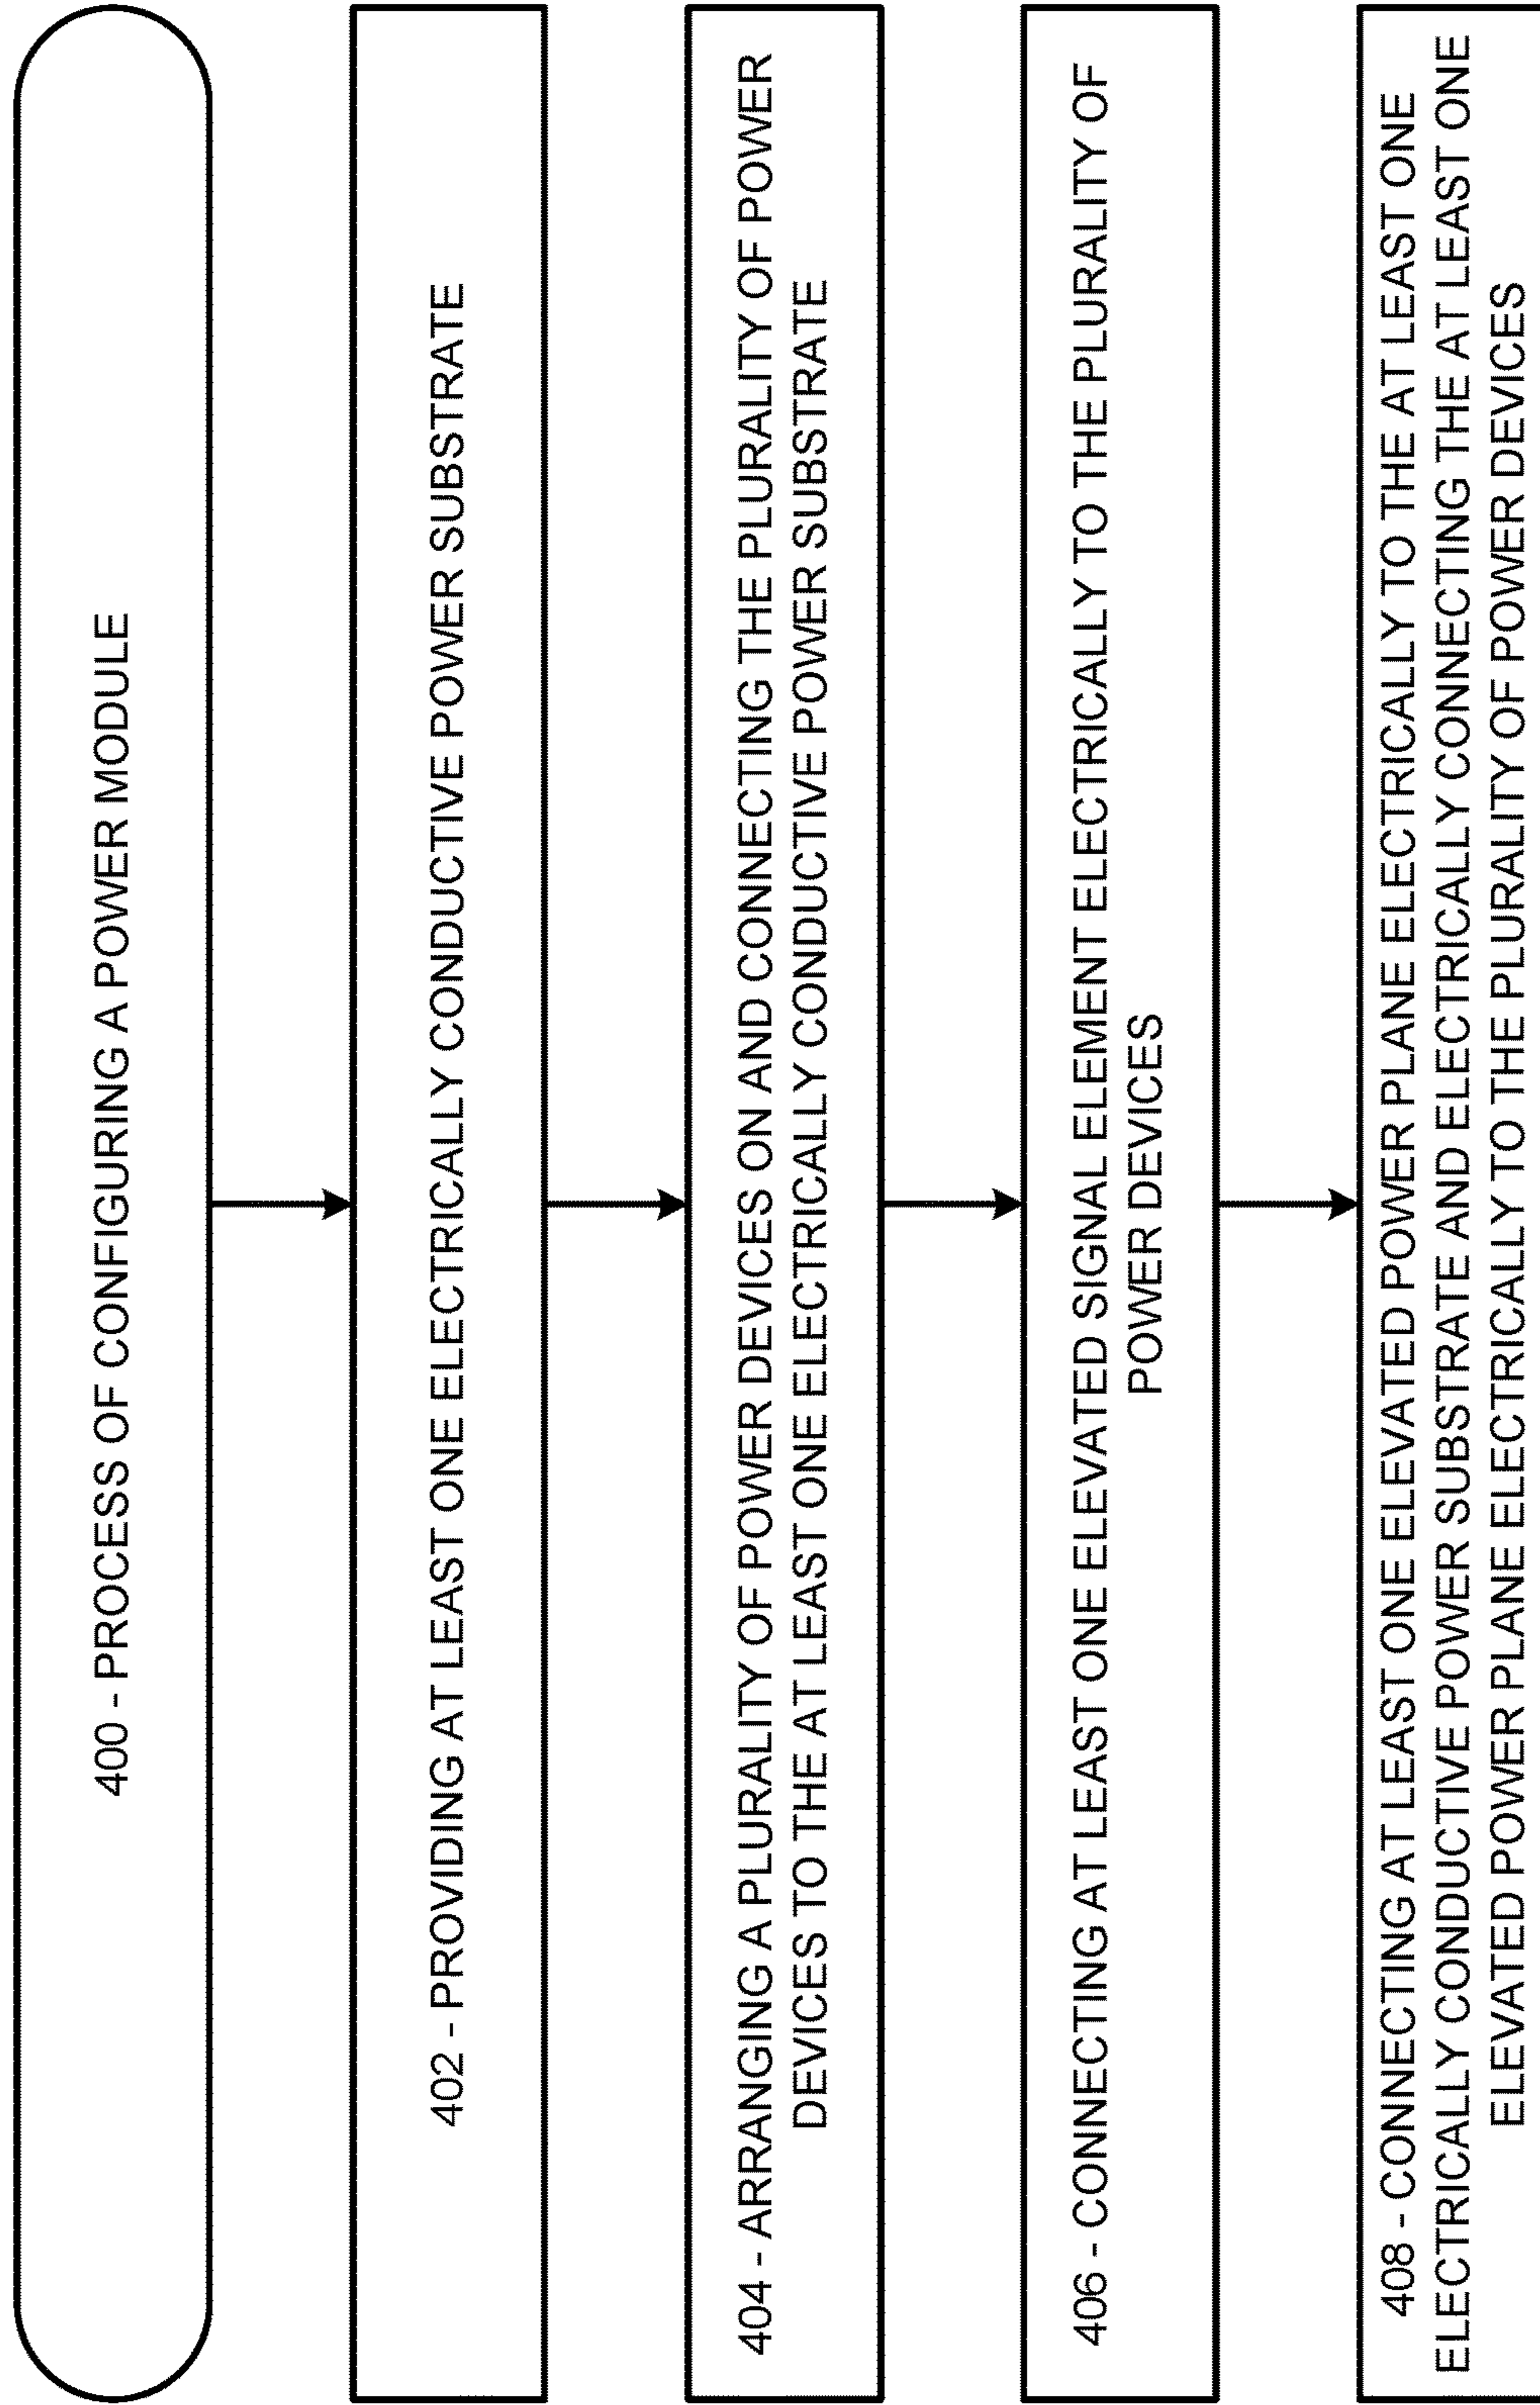 400 - PROCESS OF CONFIGURING A POWER MODULE
402 - PROVIDING AT LEAST ONE ELECTRICALLY CONDUCTIVE POWER SUBSTRATE
404 - ARRANGING A PLURALITY OF POWER DEVICES ON AND CONNECTING THE PLURALITY OF POWER
DEVICES TO THE AT LEAST ONE ELECTRICALLY CONDUCTIVE POWER SUBSTRATE
406 - CONNECTING AT LEAST ONE ELEVATED SIGNAL ELEMENT ELECTRICALLY TO THE PLURALITY OF
POWER DEVICES
408 - CONNECTING AT LEAST ONE ELEVATED POWER PLANE ELECTRICALLY TO THE AT LEAST ONE
ELECTRICALLY CONDUCTIVE POWER SUBSTRATE AND ELECTRICALLY CONNECTING THE AT LEAST ONE
ELEVATED POWER PLANE ELECTRICALLY TO THE PLURALITY OF POWER DEVICES